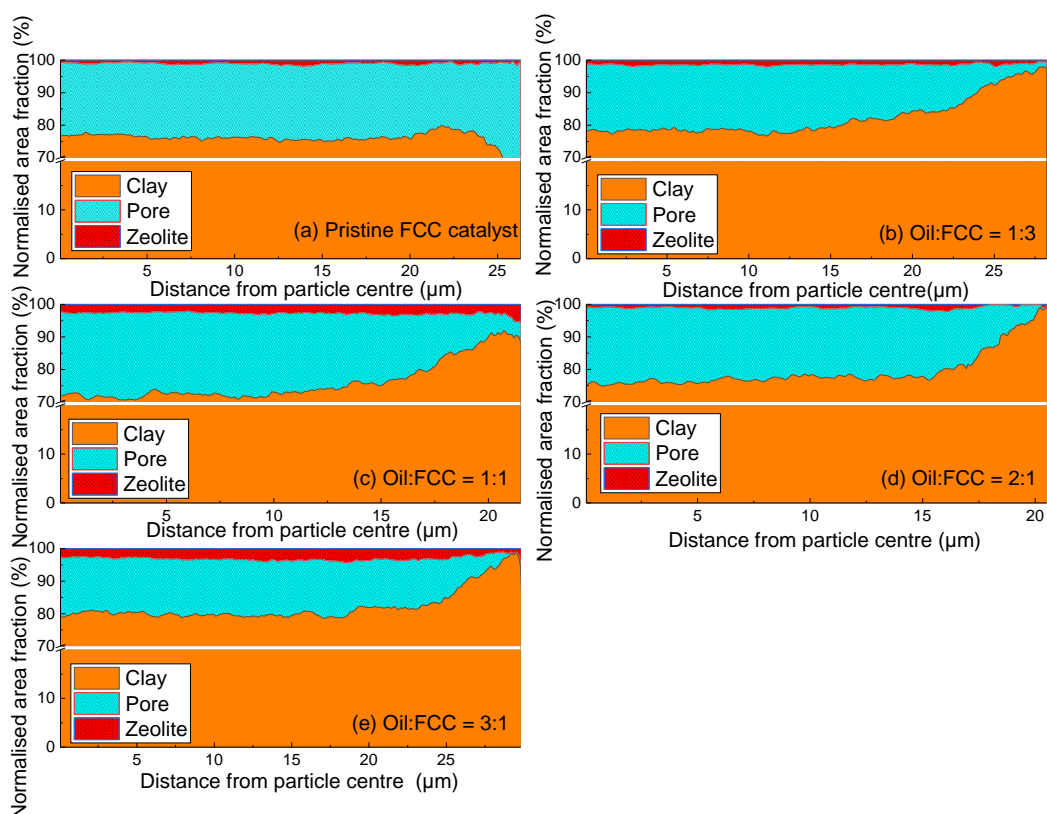 Normalised area fraction (%)
100
90
80
70
10
0
Clay
Pore
Zeolite
(a) Pristine FCC catalyst
5 10 15 20 25
Distance from particle centre (μm)
Normalised area fraction (%)
100
90
80
70
10
0
Clay
Pore
Zeolite
(b) Oil:FCC = 1:3
5 10 15 20 25
Distance from particle centre(μm)
Normalised area fraction (%)
100
90
80
70
10
0
Clay
Pore
Zeolite
(c) Oil:FCC = 1:1
5 10 15 20
Distance from particle centre (μm)
Normalised area fraction (%)
100
90
80
70
10
0
Clay
Pore
Zeolite
(d) Oil:FCC = 2:1
5 10 15 20
Distance from particle centre (μm)
Normalised area fraction (%)
100
90
80
70
10
0
Clay
Pore
Zeolite
(e) Oil:FCC = 3:1
5 10 15 20 25
Distance from particle centre (μm)